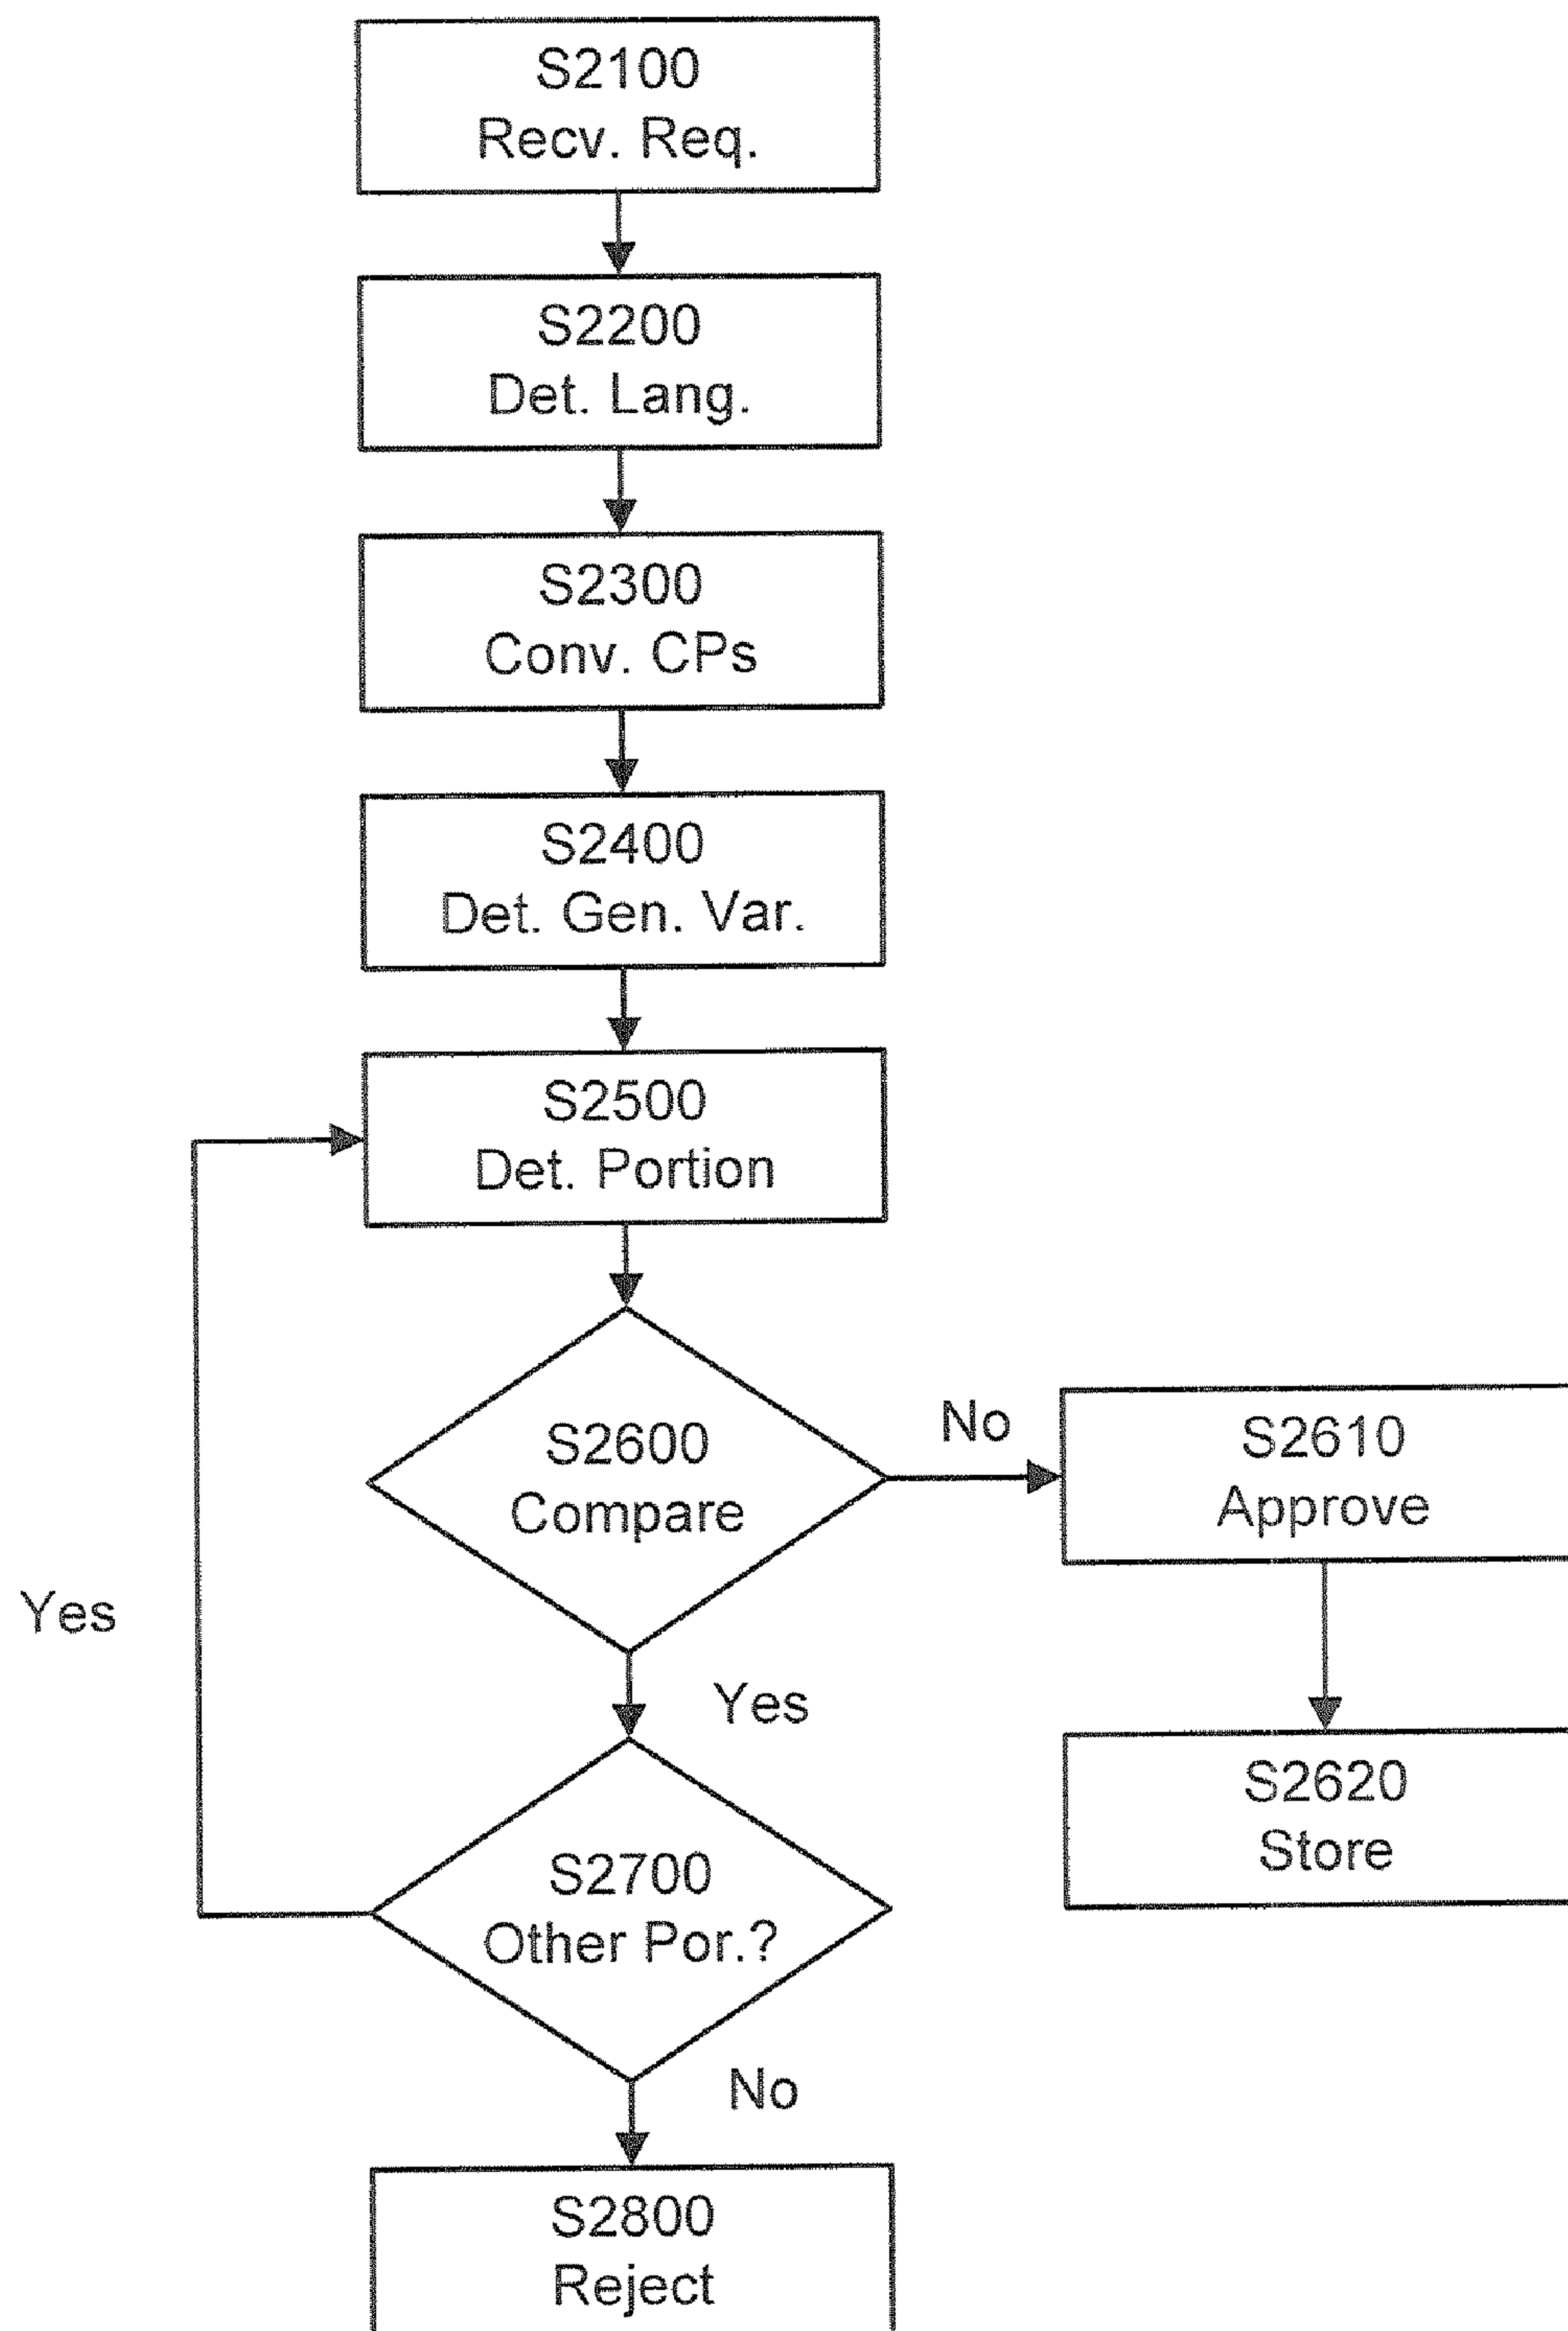 S2100
Recv. Req.
S2200
Det. Lang.
S2300
Conv. CPs
S2400
Det. Gen. Var.
S2500
Det. Portion
S2600
Compare
No
S2610
Approve
Yes
Yes
S2620
Store
S2700
Other Por.?
No
S2800
Reject